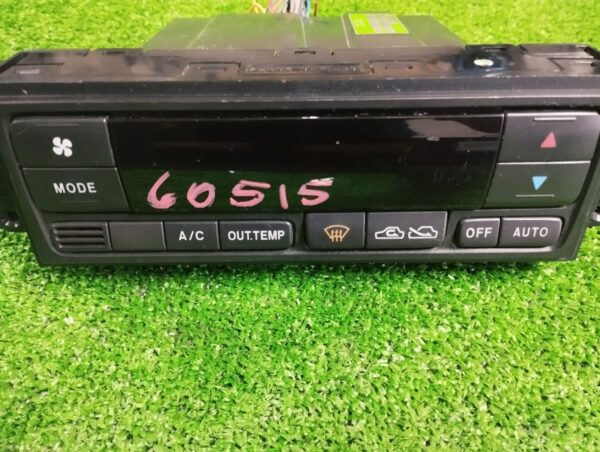 MODE
60515
A/C
OUT.TEMP
OFF
AUTO